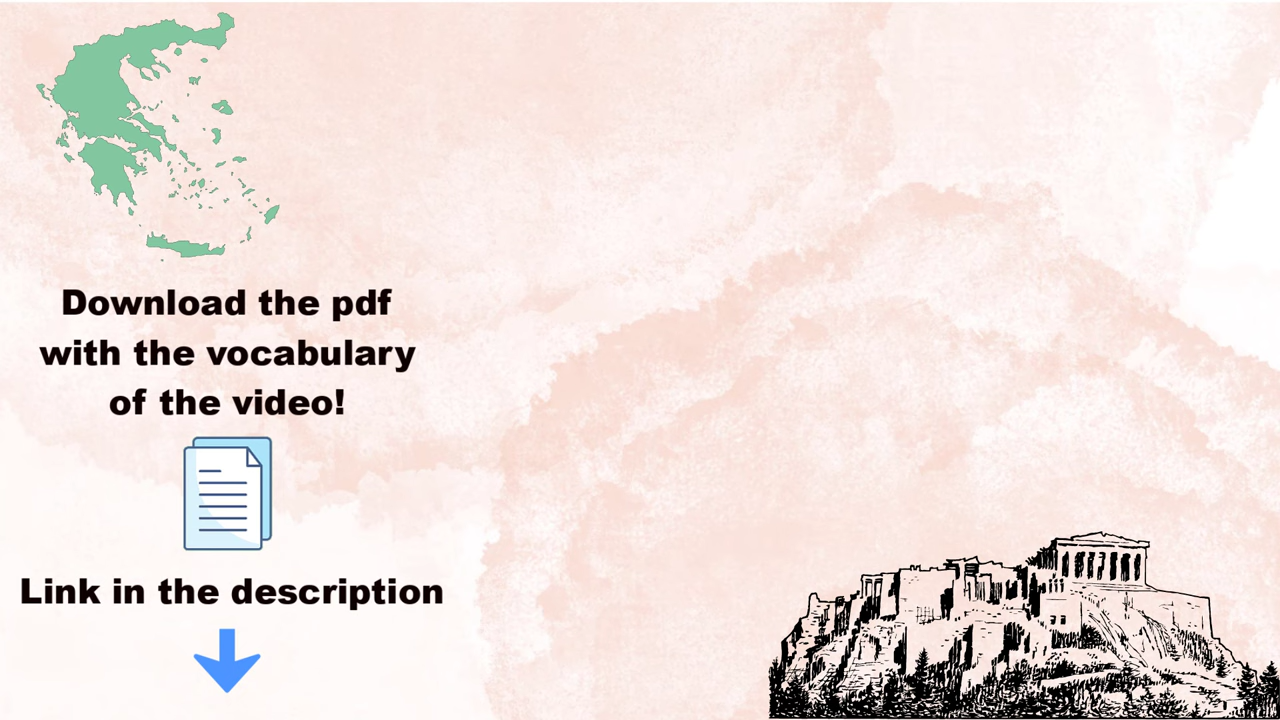 Download the pdf
with the vocabulary
of the video!
Link in the description